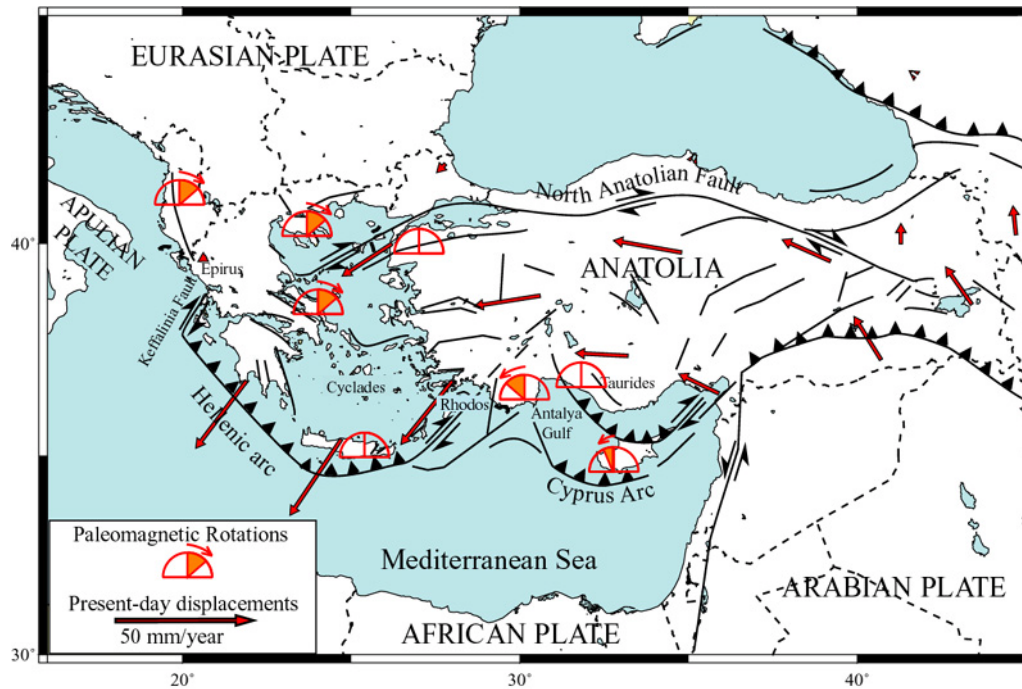 EURASIAN PLATE
North Anatolian Fault
APULIAN
PLATE
40°
Epirus
ANATOLIA
Keffalinia Fault
Cyclades
Rhodos
Taurides
Antalya
Gulf
Hellenic arc
Cyprus Arc
Paleomagnetic Rotations
Mediterranean Sea
Present-day displacements
50 mm/year
ARABIAN PLATE
AFRICAN PLATE
30°
20°
30°
40°